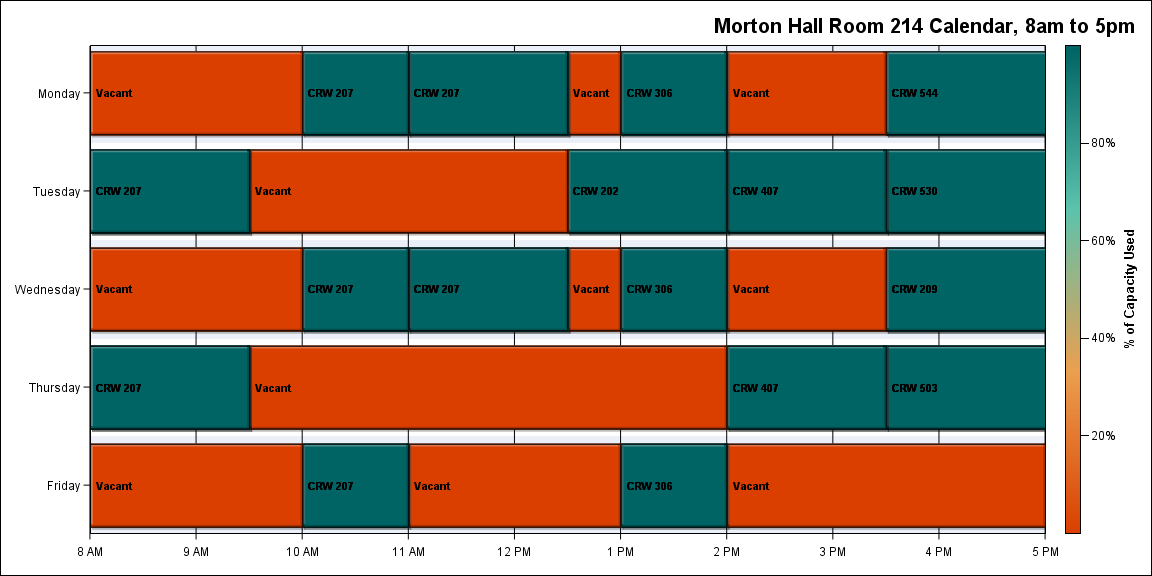 Morton Hall Room 214 Calendar, 8am to 5pm
Monday
Vacant
CRW 207
CRW 207
Vacant
CRW 306
Vacant
CRW 544
Tuesday
CRW 207
Vacant
CRW 202
CRW 407
CRW 530
Wednesday
Vacant
CRW 207
CRW 207
Vacant
CRW 306
Vacant
CRW 209
Thursday
CRW 207
Vacant
CRW 407
CRW 503
Friday
Vacant
CRW 207
Vacant
CRW 306
Vacant
8 AM
9 AM
10 AM
11 AM
12 PM
1 PM
2 PM
3 PM
4 PM
5 PM
80%
60%
40%
20%
% of Capacity Used